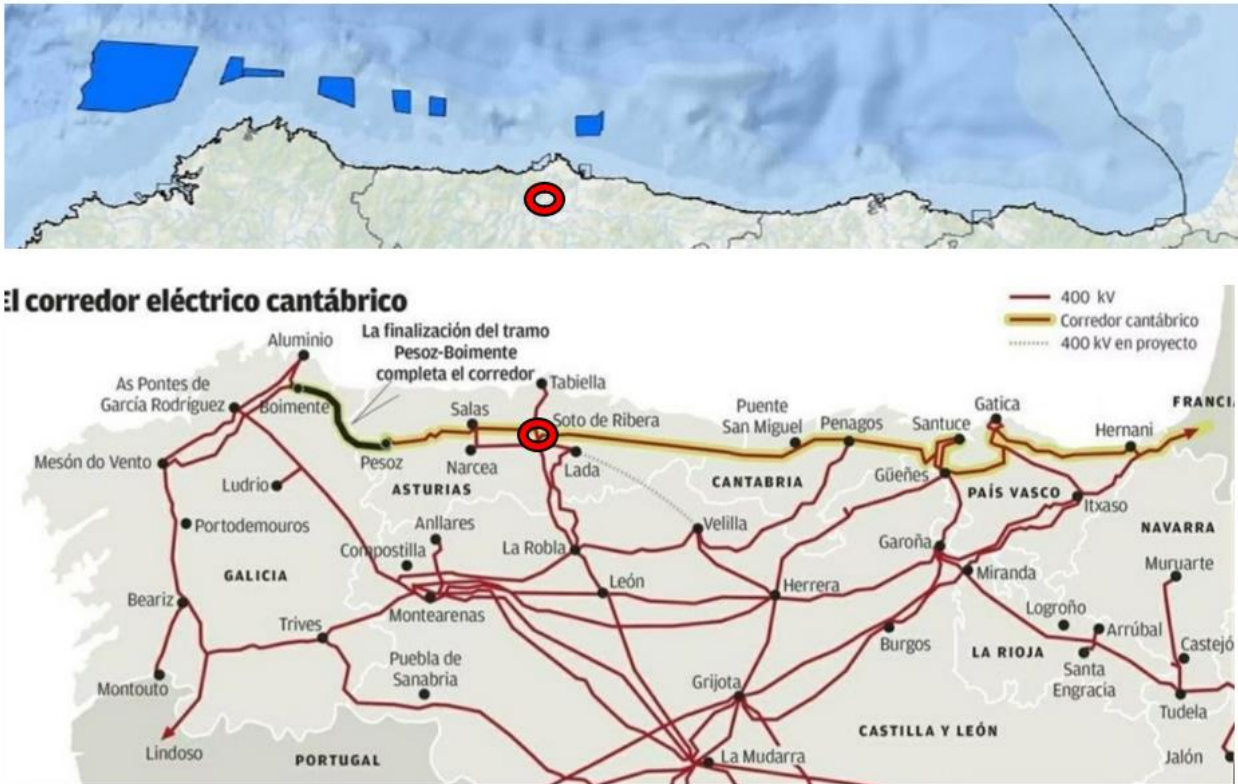 El corredor eléctrico cantábrico
400 kV
Corredor cantábrico
400 kV en proyecto
La finalización del tramo
Pesoz-Boimente
completa el corredor
Aluminio
As Pontes de
García Rodríguez
Boimente
Tabiella
Salas
Soto de Ribera
Puente
San Miguel
Penagos
Santuce
Gatica
FRANCI
Hernani
Mesón do Vento
Pesoz
Narcea
Lada
Güeñes
CANTABRIA
PAÍS VASCO
Ludrio
ASTURIAS
Itxaso
Portodemouros
Anllares
Velilla
NAVARRA
Compostilla
La Robla
Garoña
Muruarte
GALICIA
León
Herrera
Miranda
Beariz
Montearenas
Logroño
Trives
Arrúbal
Burgos
LA RIOJA
Castejó
Puebla de
Sanabria
Santa
Engracia
Montouto
Grijota
Tudela
Lindoso
PORTUGAL
CASTILLA Y LEÓN
La Mudarra
Jalón